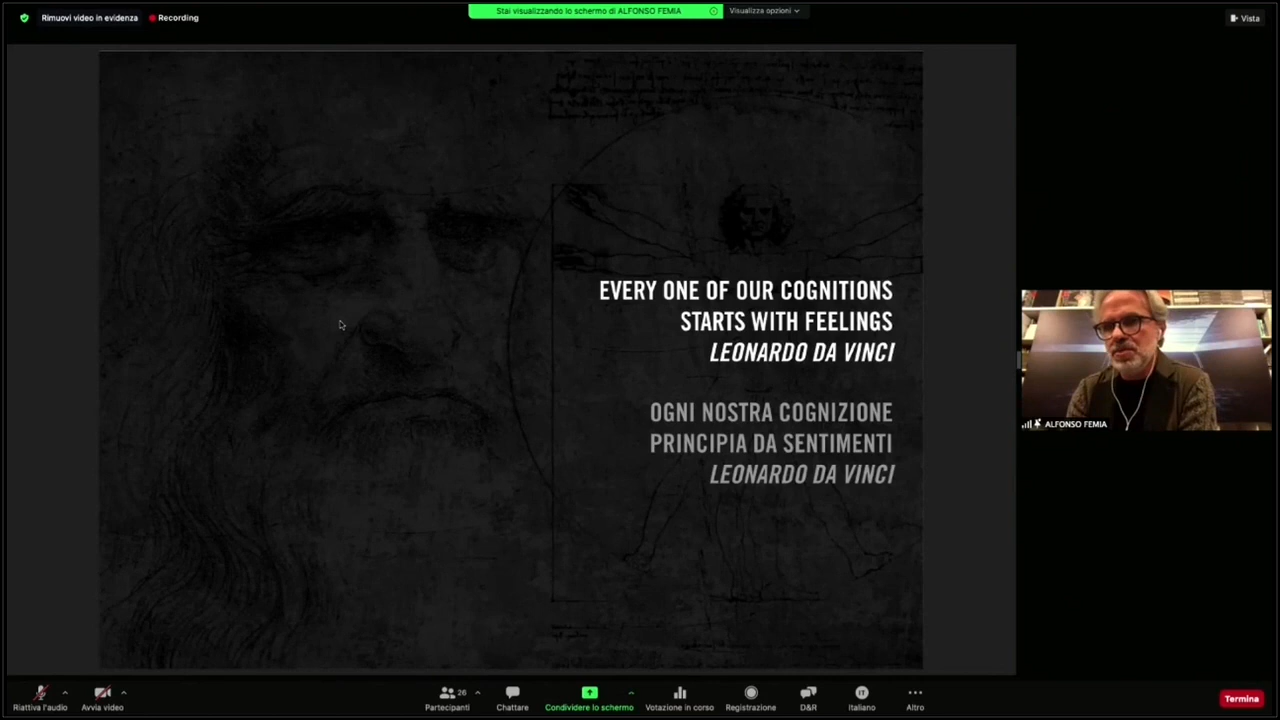 Rimuovi video in evidenza
Recording
Stai visualizzando lo schermo di ALFONSO FEMIA
Visualizza opzioni
Vista
EVERY ONE OF OUR COGNITIONS
STARTS WITH FEELINGS
LEONARDO DA VINCI
OGNI NOSTRA COGNIZIONE
PRINCIPIA DA SENTIMENTI
LEONARDO DA VINCI
ALFONSO FEMIA
Riattiva l'audio
Avvia video
26
Partecipanti
Chattare
Condividere lo schermo
Votazione in corso
Registrazione
D&R
IT
Italiano
Altro
Termina